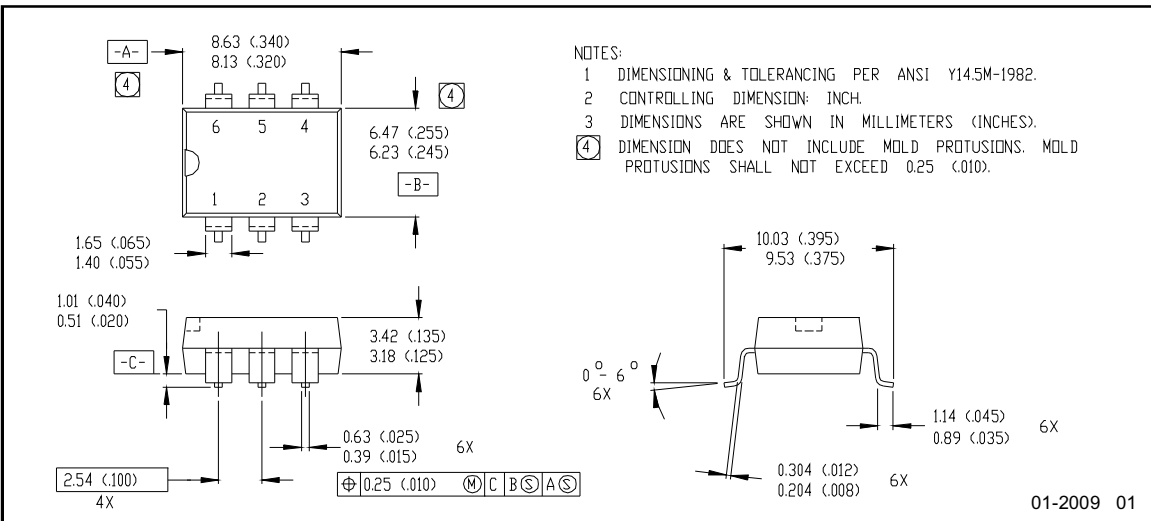 -A-
8.63 (.340)
8.13 (.320)
4
4
6 5 4
1 2 3
6.47 (.255)
6.23 (.245)
-B-
1.65 (.065)
1.40 (.055)
NOTES:
1 DIMENSIONING & TOLERANCING PER ANSI Y14.5M-1982.
2 CONTROLLING DIMENSION: INCH.
3 DIMENSIONS ARE SHOWN IN MILLIMETERS (INCHES).
4 DIMENSION DOES NOT INCLUDE MOLD PROTUSIONS. MOLD
PROTUSIONS SHALL NOT EXCEED 0.25 (.010).
1.01 (.040)
0.51 (.020)
-C-
3.42 (.135)
3.18 (.125)
0.63 (.025)
0.39 (.015)
6X
2.54 (.100)
4X
⌖ 0.25 (.010) Ⓜ C B Ⓢ A Ⓢ
10.03 (.395)
9.53 (.375)
0° - 6°
6X
1.14 (.045)
0.89 (.035)
6X
0.304 (.012)
0.204 (.008)
6X
01-2009 01